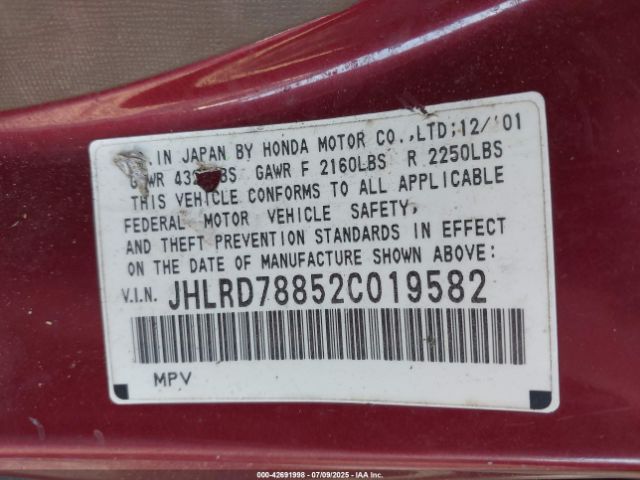 IN JAPAN BY HONDA MOTOR CO.,LTD;12/'01
GAWR F 2160LBS R 2250LBS
THIS VEHICLE CONFORMS TO ALL APPLICABLE
FEDERAL MOTOR VEHICLE SAFETY,
AND THEFT PREVENTION STANDARDS IN EFFECT
ON THE DATE OF MANUFACTURE SHOWN ABOVE:
V.I.N. JHLRD78852C019582
MPV
00-42691998 - 07/09/2025 - IAA Inc.